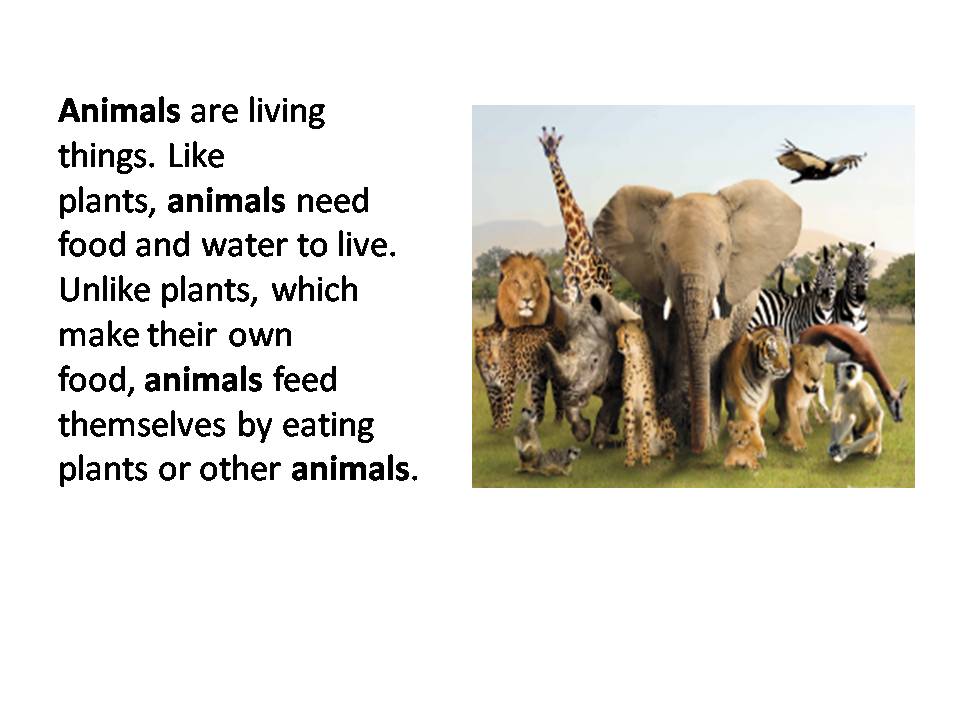 Animals are living
things. Like
plants, animals need
food and water to live.
Unlike plants, which
make their own
food, animals feed
themselves by eating
plants or other animals.